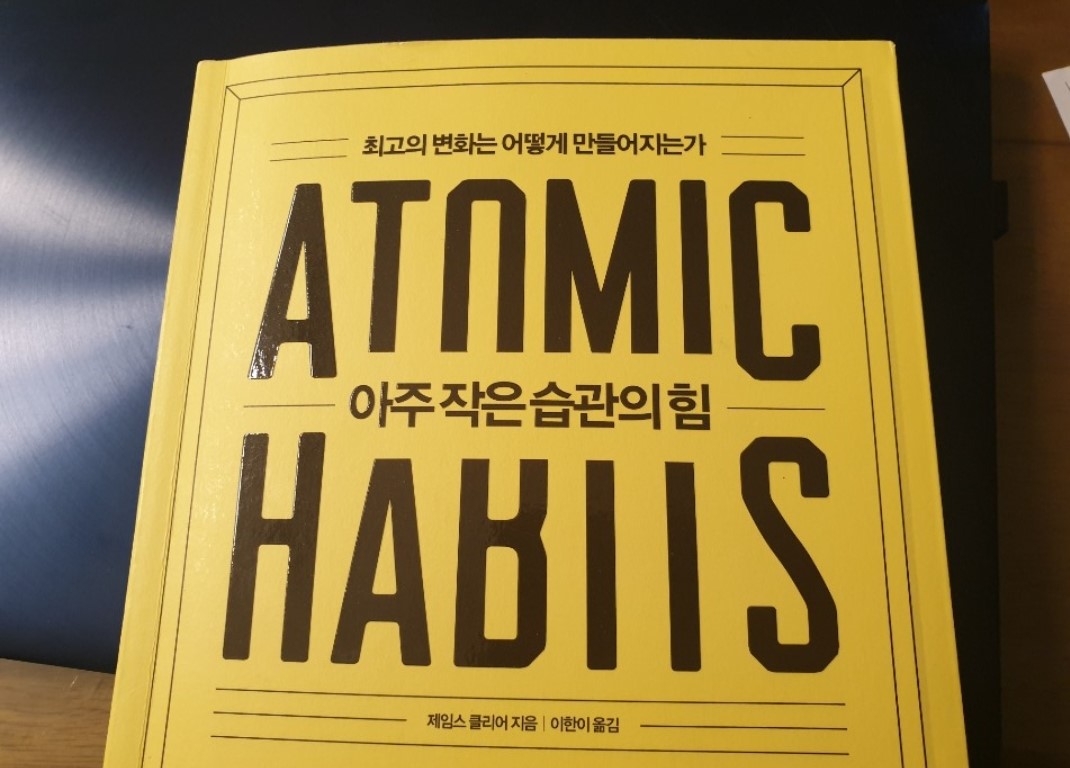 최고의 변화는 어떻게 만들어지는가
ATOMIC
아주 작은 습관의 힘
HABITS
제임스 클리어 지음 | 이한이 옮김